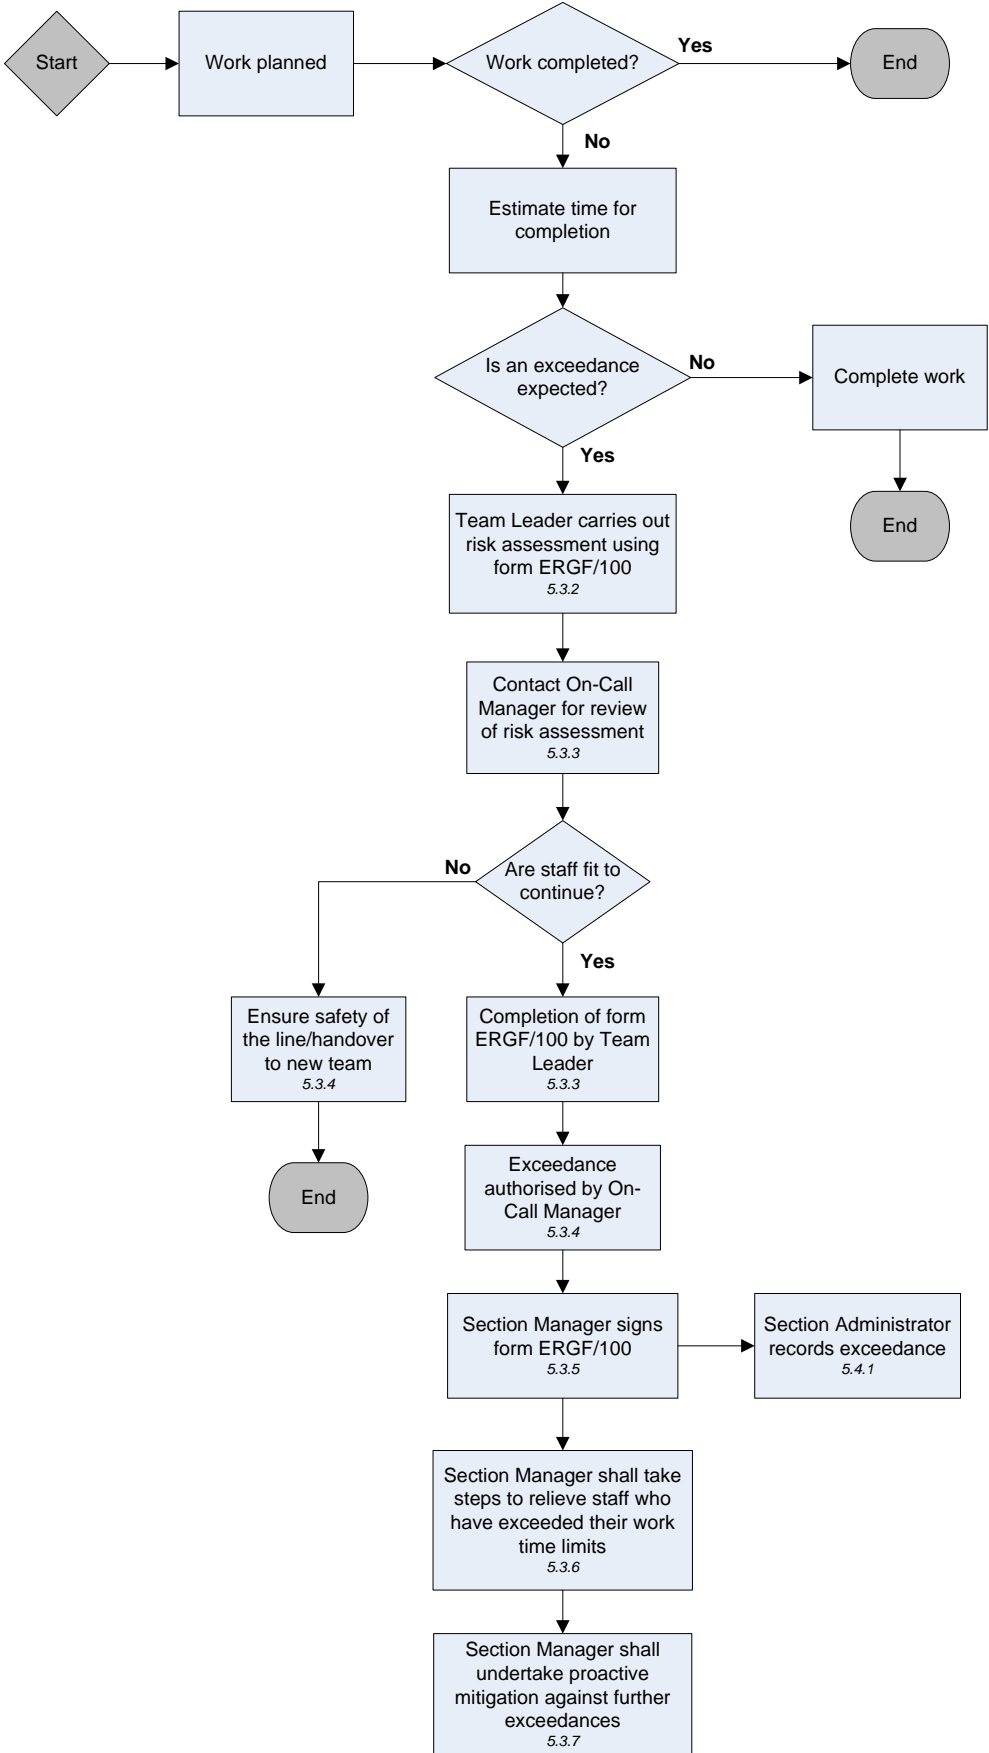 Start
Work planned
Work completed?
Yes
End
No
Estimate time for
completion
Is an exceedance
expected?
No
Complete work
Yes
End
Team Leader carries out
risk assessment using
form ERGF/100
5.3.2
Contact On-Call
Manager for review
of risk assessment
5.3.3
Are staff fit to
continue?
No
Yes
Ensure safety of
the line/handover
to new team
5.3.4
End
Completion of form
ERGF/100 by Team
Leader
5.3.3
Exceedance
authorised by On-
Call Manager
5.3.4
Section Manager signs
form ERGF/100
5.3.5
Section Administrator
records exceedance
5.4.1
Section Manager shall take
steps to relieve staff who
have exceeded their work
time limits
5.3.6
Section Manager shall
undertake proactive
mitigation against further
exceedances
5.3.7